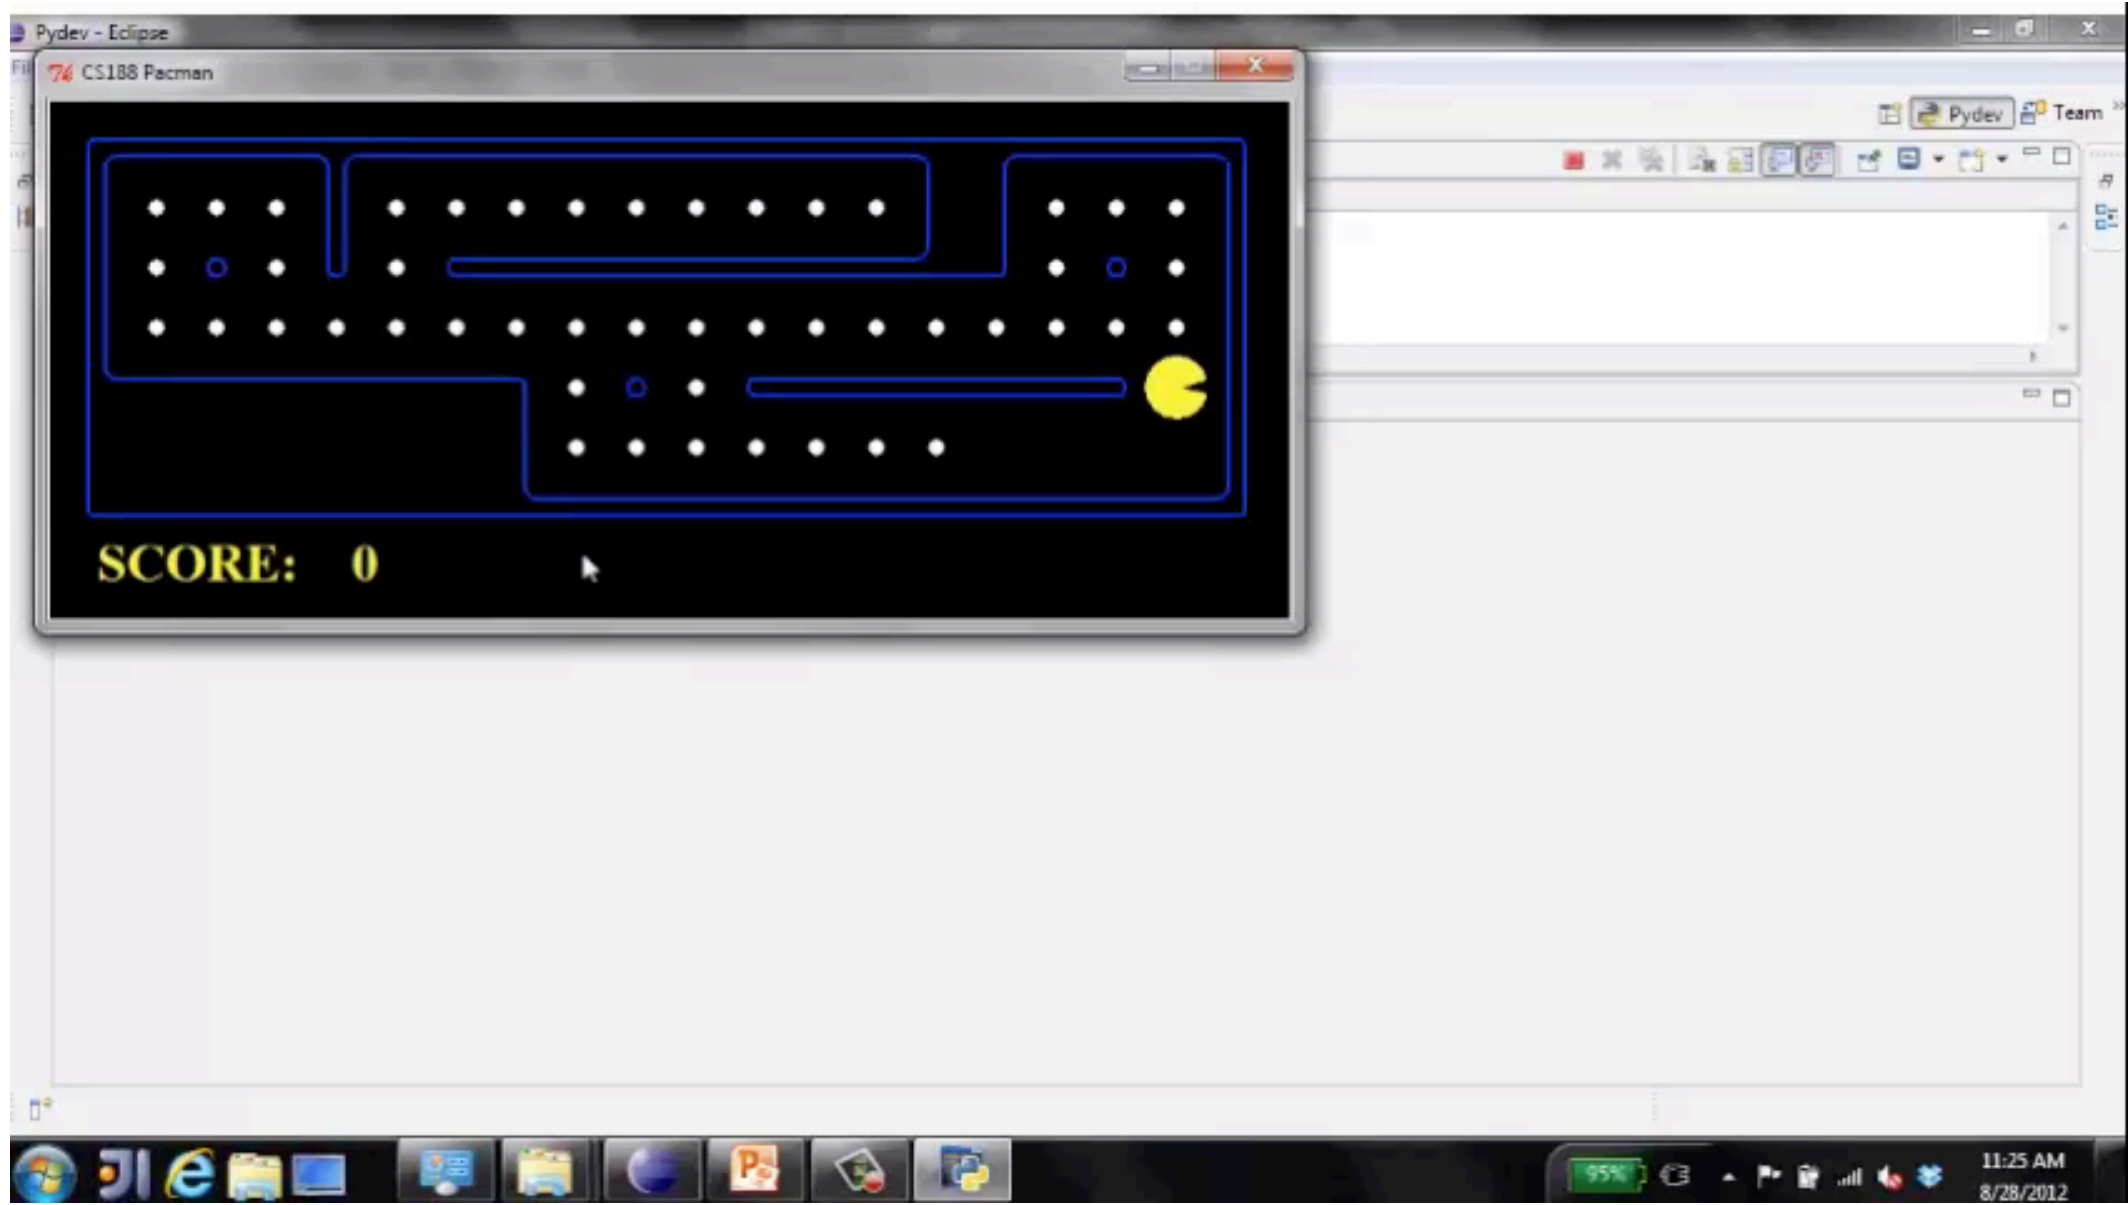 Pydev - Eclipse
CS188 Pacman
Pydev
Team
SCORE: 0
95%
11:25 AM
8/28/2012